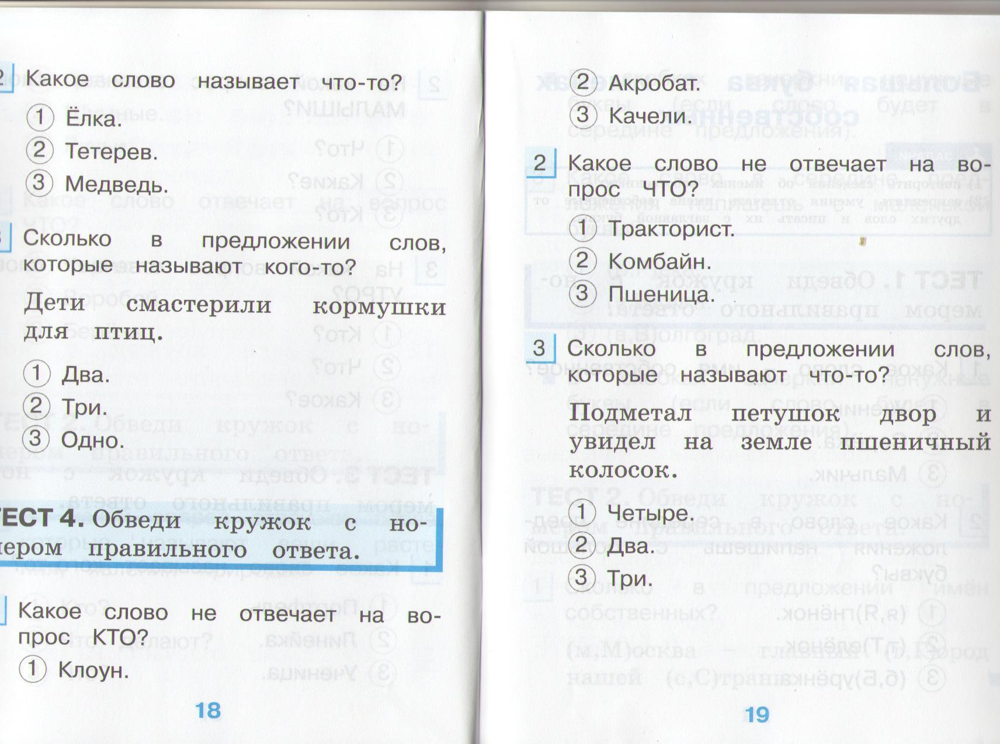 Какое слово называет что-то?
1 Ёлка.
2 Тетерев.
3 Медведь.
Сколько в предложении слов,
которые называют кого-то?
Дети смастерили кормушки
для птиц.
1 Два.
2 Три.
3 Одно.
ТЕСТ 4. Обведи кружок с но-
мером правильного ответа.
Какое слово не отвечает на во-
прос КТО?
1 Клоун.
18
2 Акробат.
3 Качели.
2 Какое слово не отвечает на во-
прос ЧТО?
1 Тракторист.
2 Комбайн.
3 Пшеница.
3 Сколько в предложении слов,
которые называют что-то?
Подметал петушок двор и
увидел на земле пшеничный
колосок.
1 Четыре.
2 Два.
3 Три.
19